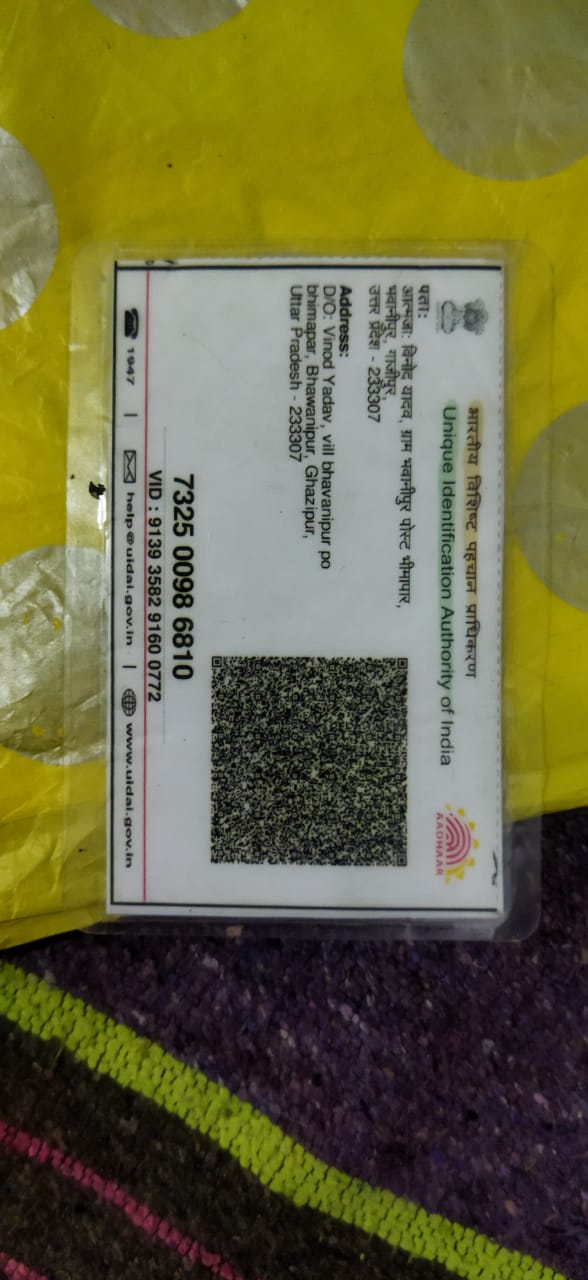 भारतीय विशिष्ट पहचान प्राधिकरण
Unique Identification Authority of India
AADHAAR
पता:
आत्मजा: विनोद यादव, ग्राम भवानीपुर पोस्ट भीमापार,
भवानीपुर, गाजीपुर,
उत्तर प्रदेश - 233307
Address:
D/O: Vinod Yadav, vill bhavanipur po
bhimapar, Bhawanipur, Ghazipur,
Uttar Pradesh - 233307
7325 0098 6810
VID : 9139 3582 9160 0772
1947 | help@uidai.gov.in | www.uidai.gov.in